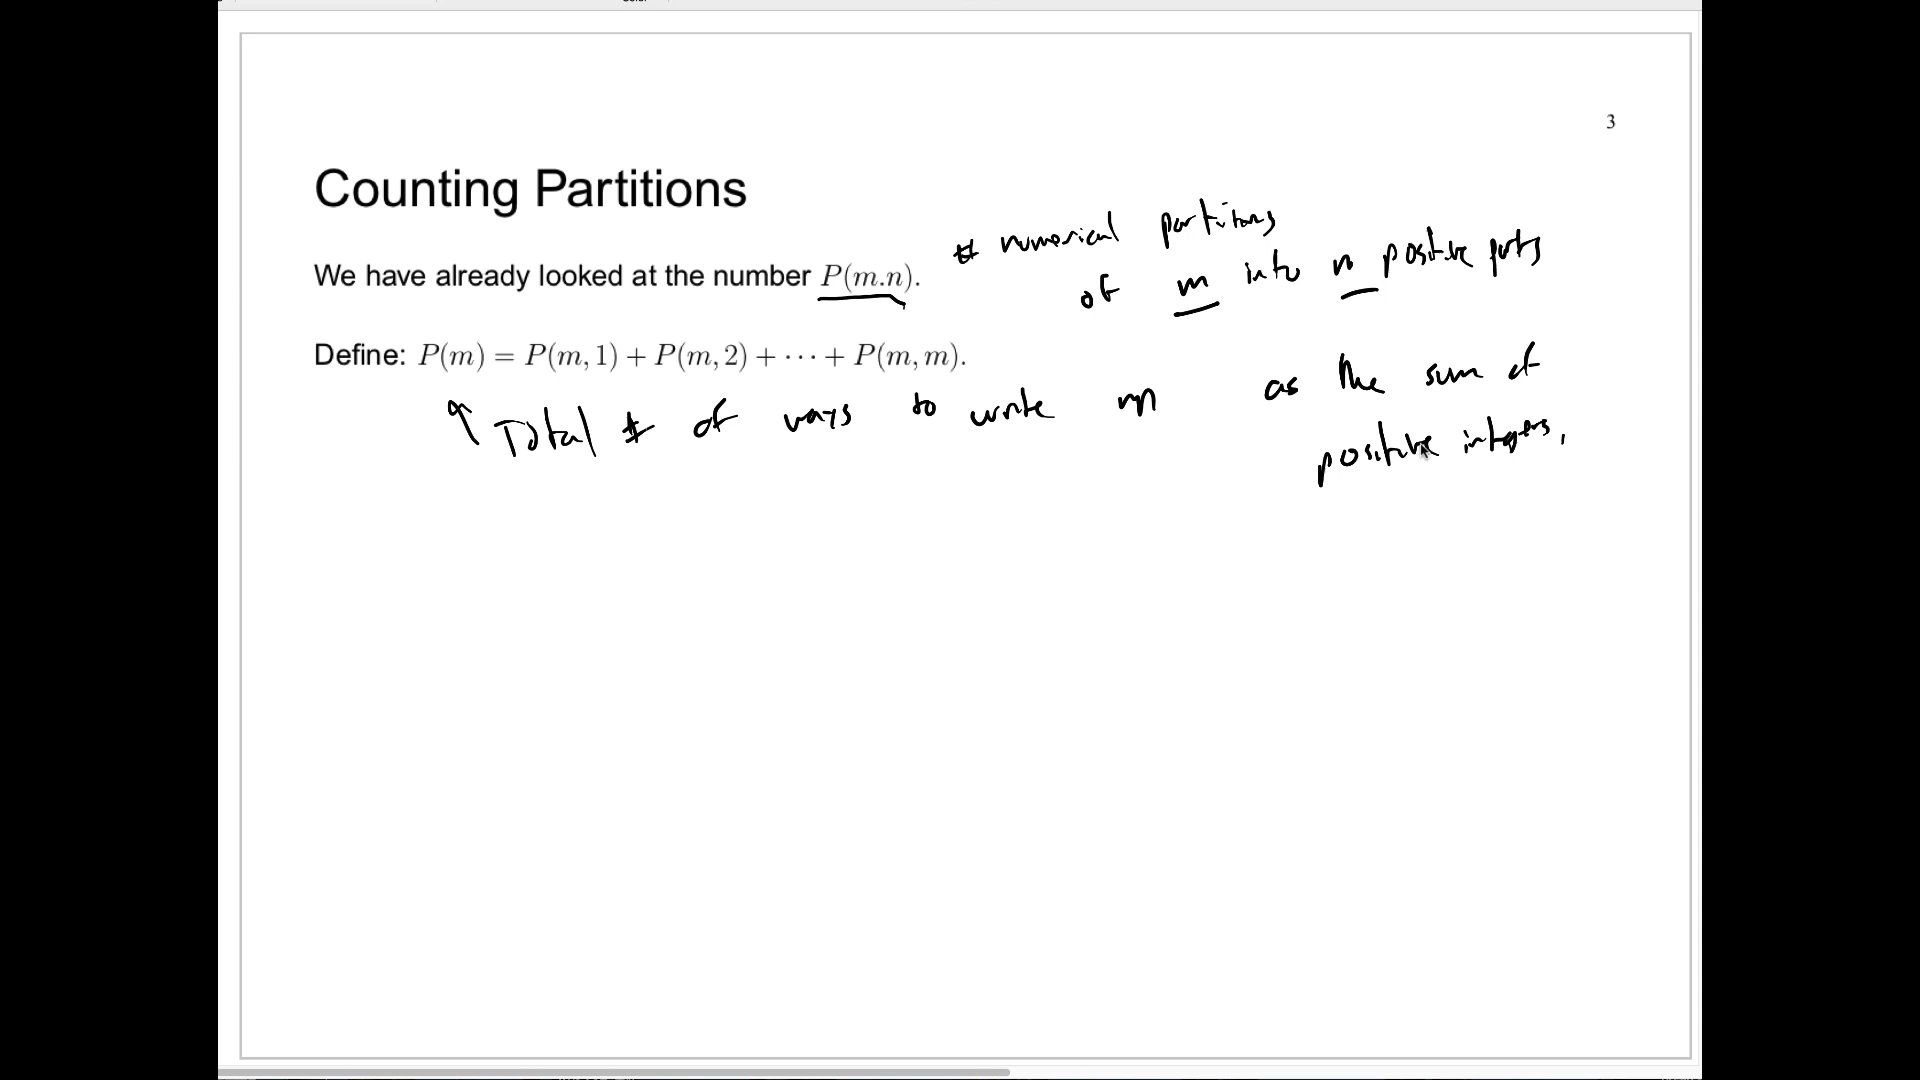 3
Counting Partitions
# numerical partitions
We have already looked at the number P(m.n).
of m into n positive parts
Define: P(m) = P(m, 1) + P(m, 2) + ··· + P(m, m).
↑ Total # of ways to write m as the sum of
positive integers.